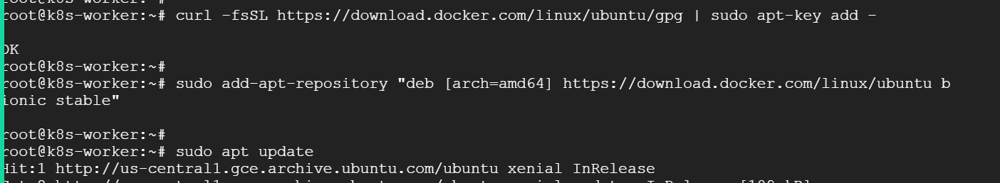 root@k8s-worker:~#
root@k8s-worker:~# curl -fsSL https://download.docker.com/linux/ubuntu/gpg | sudo apt-key add -
OK
root@k8s-worker:~#
root@k8s-worker:~# sudo add-apt-repository "deb [arch=amd64] https://download.docker.com/linux/ubuntu b
ionic stable"
root@k8s-worker:~#
root@k8s-worker:~# sudo apt update
Hit:1 http://us-central1.gce.archive.ubuntu.com/ubuntu xenial InRelease